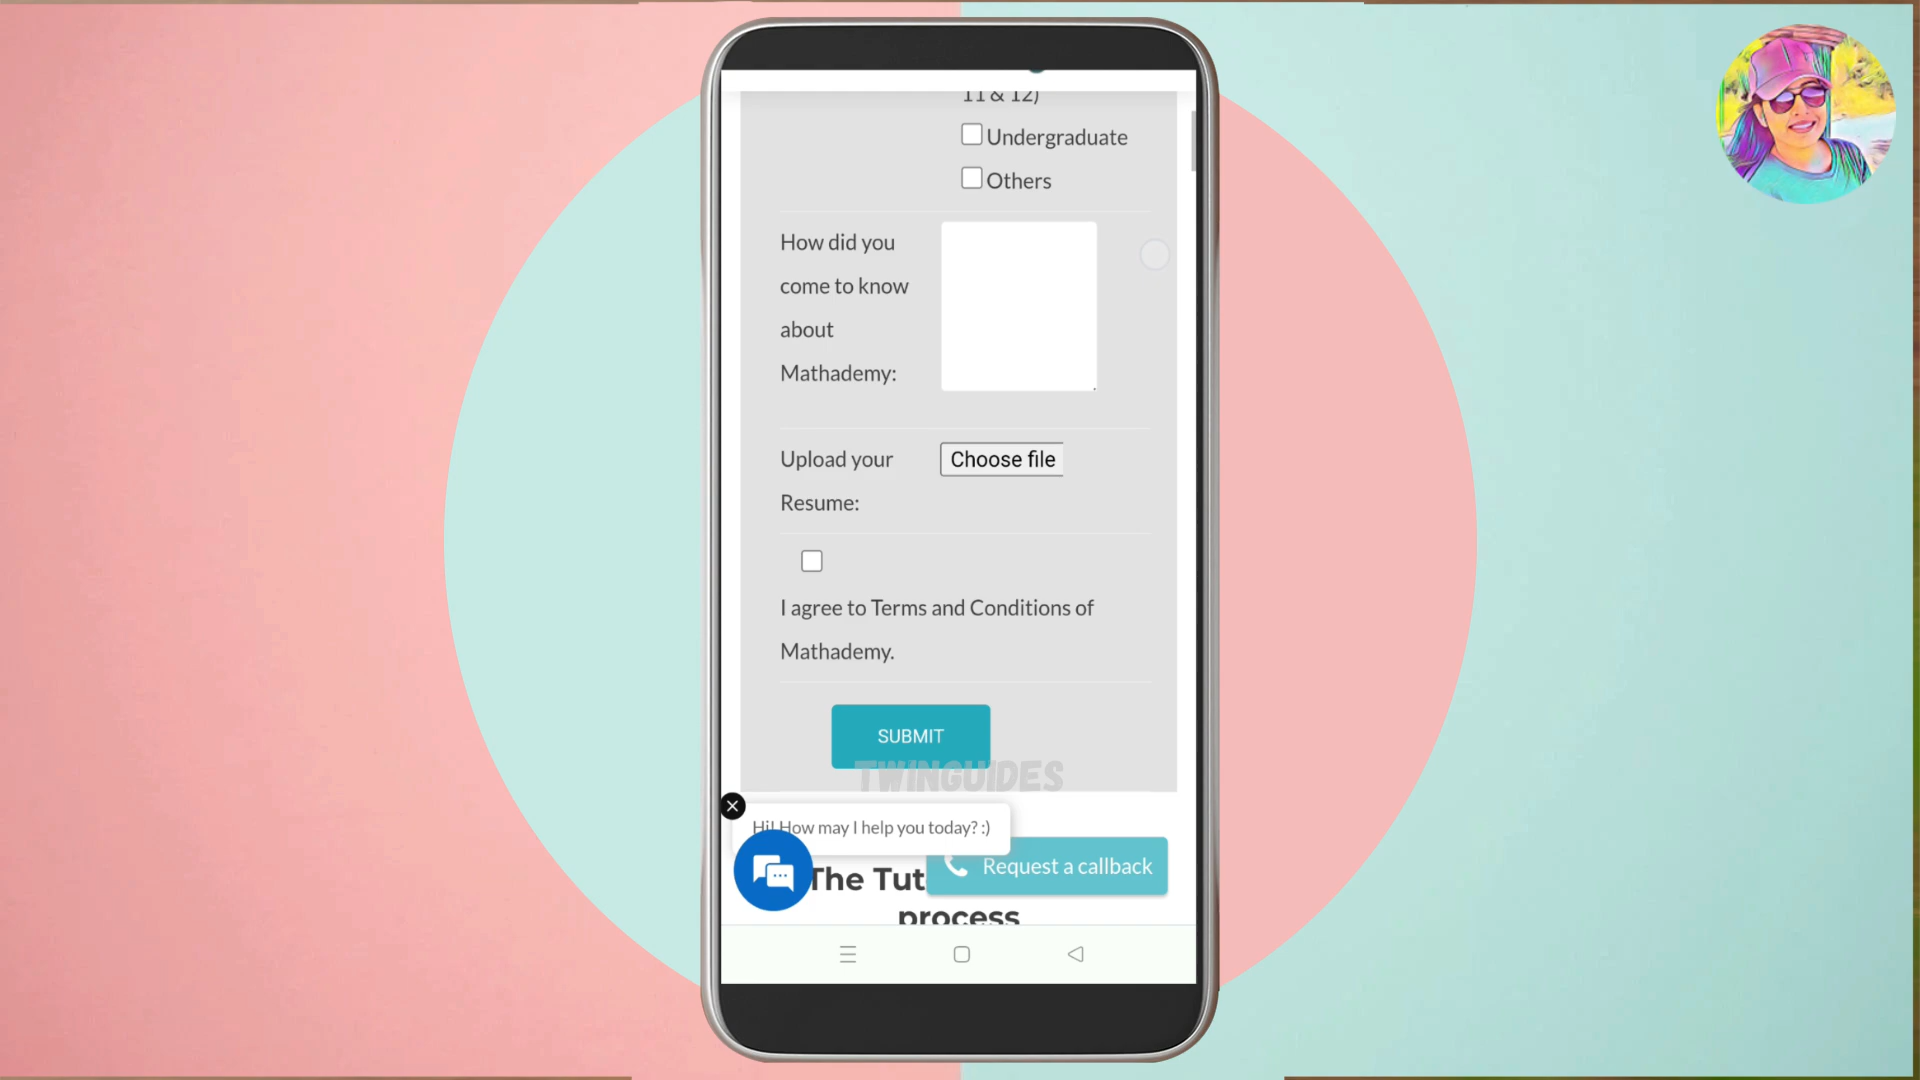 11 & 12)
Undergraduate
Others
How did you
come to know
about
Mathademy:
Upload your
Resume:
Choose file
I agree to Terms and Conditions of
Mathademy.
SUBMIT
TWINGUIDES
Hi! How may I help you today? :)
Request a callback
The Tut
process